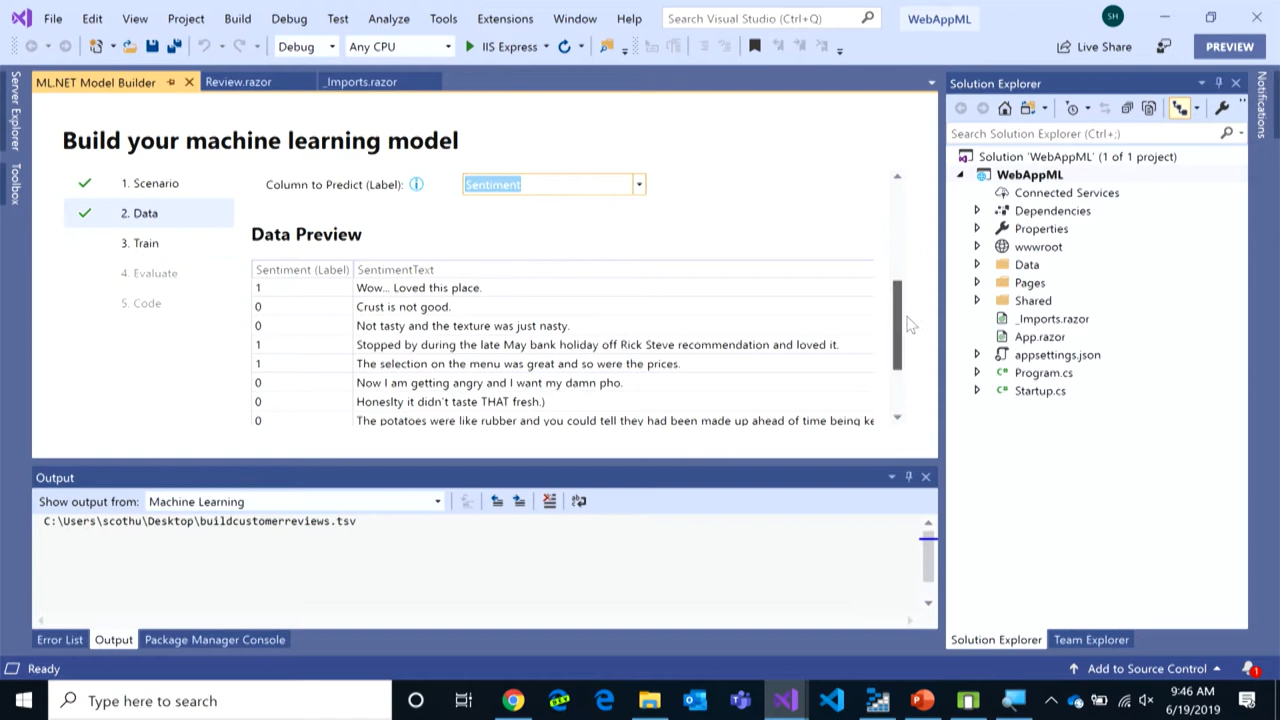 File Edit View Project Build Debug Test Analyze Tools Extensions Window Help Search Visual Studio (Ctrl+Q) WebAppML SH
Debug Any CPU IIS Express Live Share PREVIEW
Server Explorer
Toolbox
ML.NET Model Builder Review.razor _Imports.razor
Build your machine learning model
1. Scenario
2. Data
3. Train
4. Evaluate
5. Code
Column to Predict (Label): Sentiment
Data Preview
Sentiment (Label) SentimentText
1 Wow... Loved this place.
0 Crust is not good.
0 Not tasty and the texture was just nasty.
1 Stopped by during the late May bank holiday off Rick Steve recommendation and loved it.
1 The selection on the menu was great and so were the prices.
0 Now I am getting angry and I want my damn pho.
0 Honeslty it didn't taste THAT fresh.)
0 The potatoes were like rubber and you could tell they had been made up ahead of time being ke
Output
Show output from: Machine Learning
C:\Users\scothu\Desktop\buildcustomerreviews.tsv
Error List Output Package Manager Console
Solution Explorer
Search Solution Explorer (Ctrl+;)
Solution 'WebAppML' (1 of 1 project)
WebAppML
Connected Services
Dependencies
Properties
wwwroot
Data
Pages
Shared
_Imports.razor
App.razor
appsettings.json
C# Program.cs
C# Startup.cs
Solution Explorer Team Explorer
Notifications
Ready Add to Source Control 1
Type here to search
9:46 AM
6/19/2019